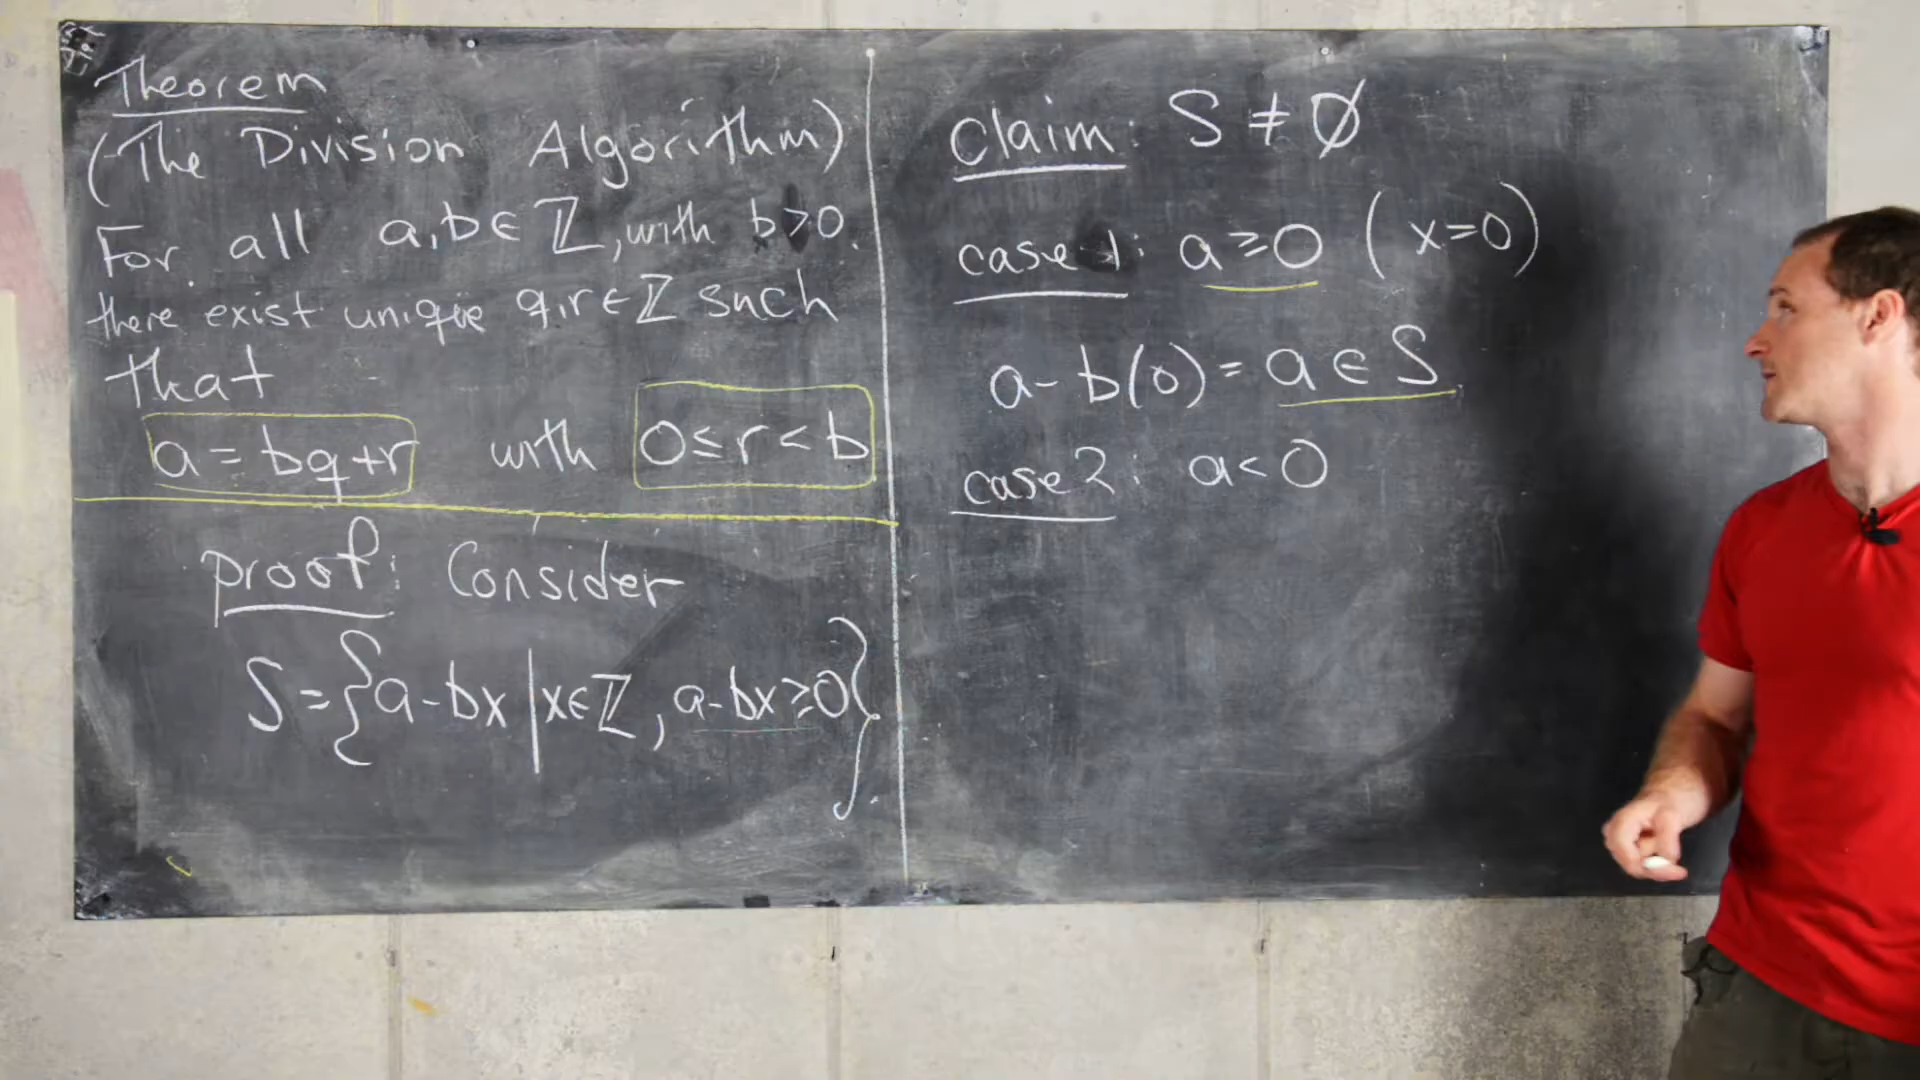 Theorem
(The Division Algorithm)
For all a,b∈ℤ, with b>0.
there exist unique q,r∈ℤ such
that
a=bq+r with 0≤r<b
proof: Consider
S={a-bx|x∈ℤ, a-bx≥0}.
Claim: S≠∅
case 1: a≥0 (x=0)
a-b(0)=a∈S
case 2: a<0